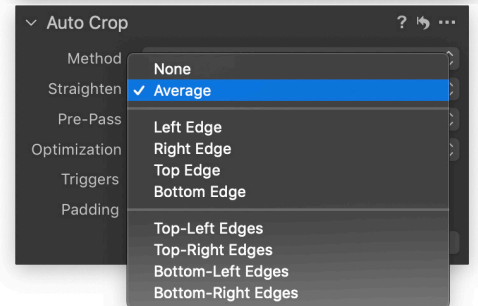 Auto Crop ?
Method
None
Straighten ✓ Average
Pre-Pass
Left Edge
Optimization Right Edge
Triggers Top Edge
Bottom Edge
Padding
Top-Left Edges
Top-Right Edges
Bottom-Left Edges
Bottom-Right Edges